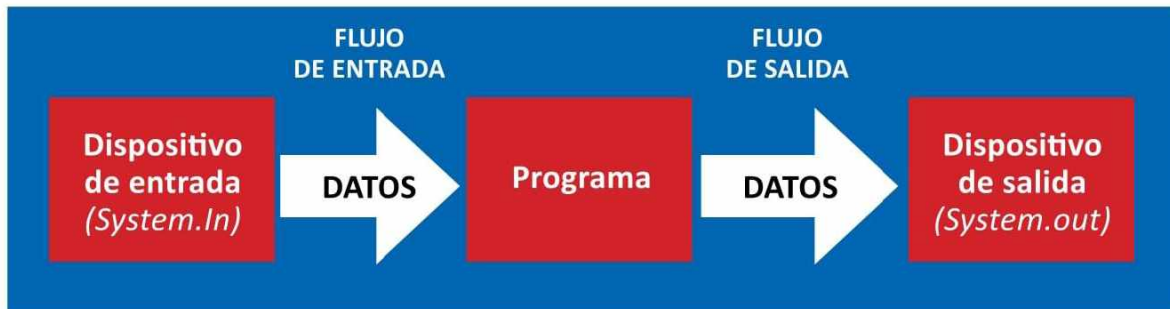 FLUJO
DE ENTRADA
FLUJO
DE SALIDA
Dispositivo
de entrada
(System.In)
DATOS
Programa
DATOS
Dispositivo
de salida
(System.out)